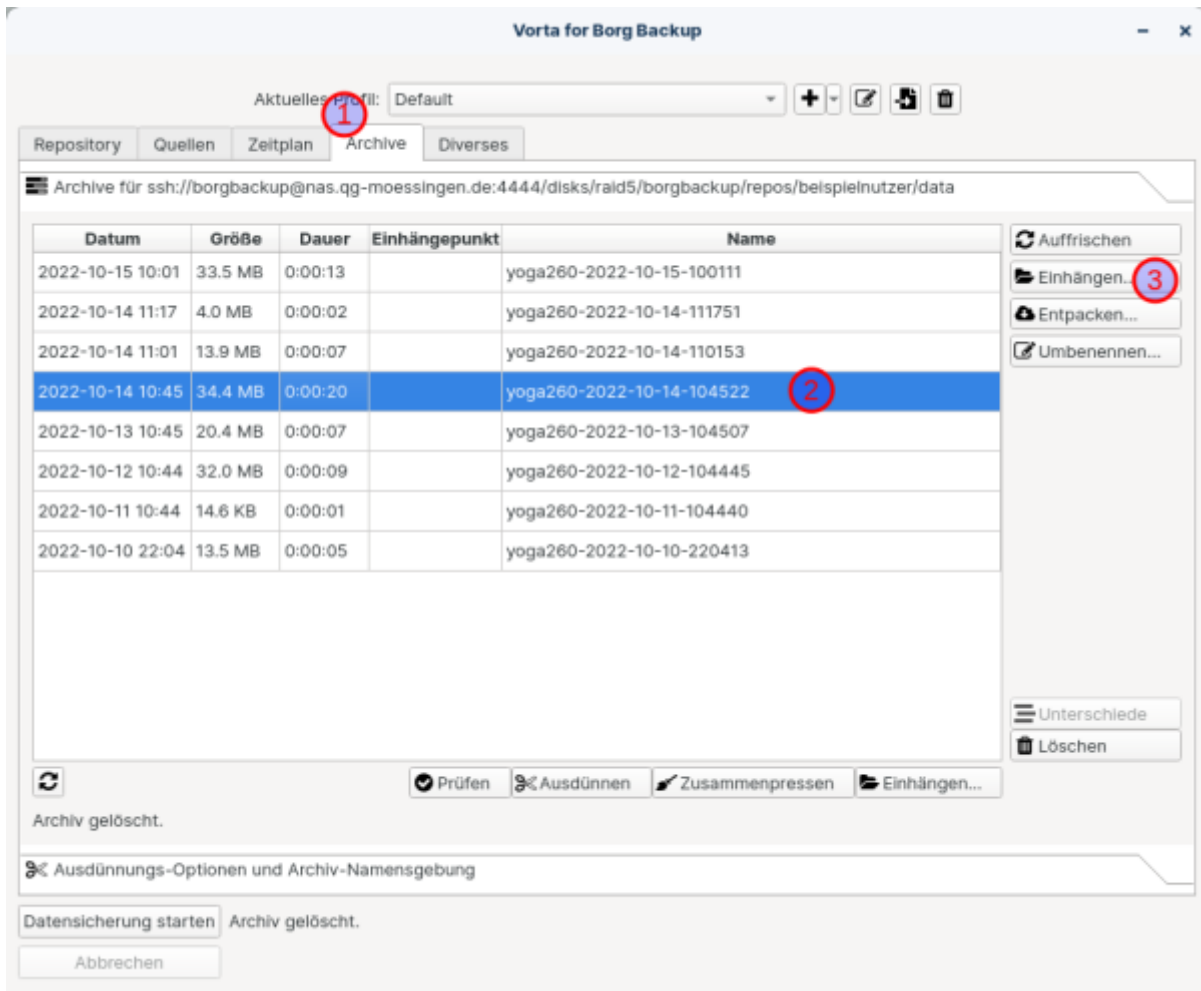 Vorta for Borg Backup
Aktuelles Profil: Default
1
Repository Quellen Zeitplan Archive Diverses
Archive für ssh://borgbackup@nas.qg-moessingen.de:4444/disks/raid5/borgbackup/repos/beispielnutzer/data
Datum Größe Dauer Einhängepunkt Name
Auffrischen
2022-10-15 10:01 33.5 MB 0:00:13 yoga260-2022-10-15-100111
Einhängen... 3
2022-10-14 11:17 4.0 MB 0:00:02 yoga260-2022-10-14-111751
Entpacken...
2022-10-14 11:01 13.9 MB 0:00:07 yoga260-2022-10-14-110153
Umbenennen...
2022-10-14 10:45 34.4 MB 0:00:20 yoga260-2022-10-14-104522 2
2022-10-13 10:45 20.4 MB 0:00:07 yoga260-2022-10-13-104507
2022-10-12 10:44 32.0 MB 0:00:09 yoga260-2022-10-12-104445
2022-10-11 10:44 14.6 KB 0:00:01 yoga260-2022-10-11-104440
2022-10-10 22:04 13.5 MB 0:00:05 yoga260-2022-10-10-220413
Unterschiede
Löschen
Prüfen Ausdünnen Zusammenpressen Einhängen...
Archiv gelöscht.
Ausdünnungs-Optionen und Archiv-Namensgebung
Datensicherung starten Archiv gelöscht.
Abbrechen